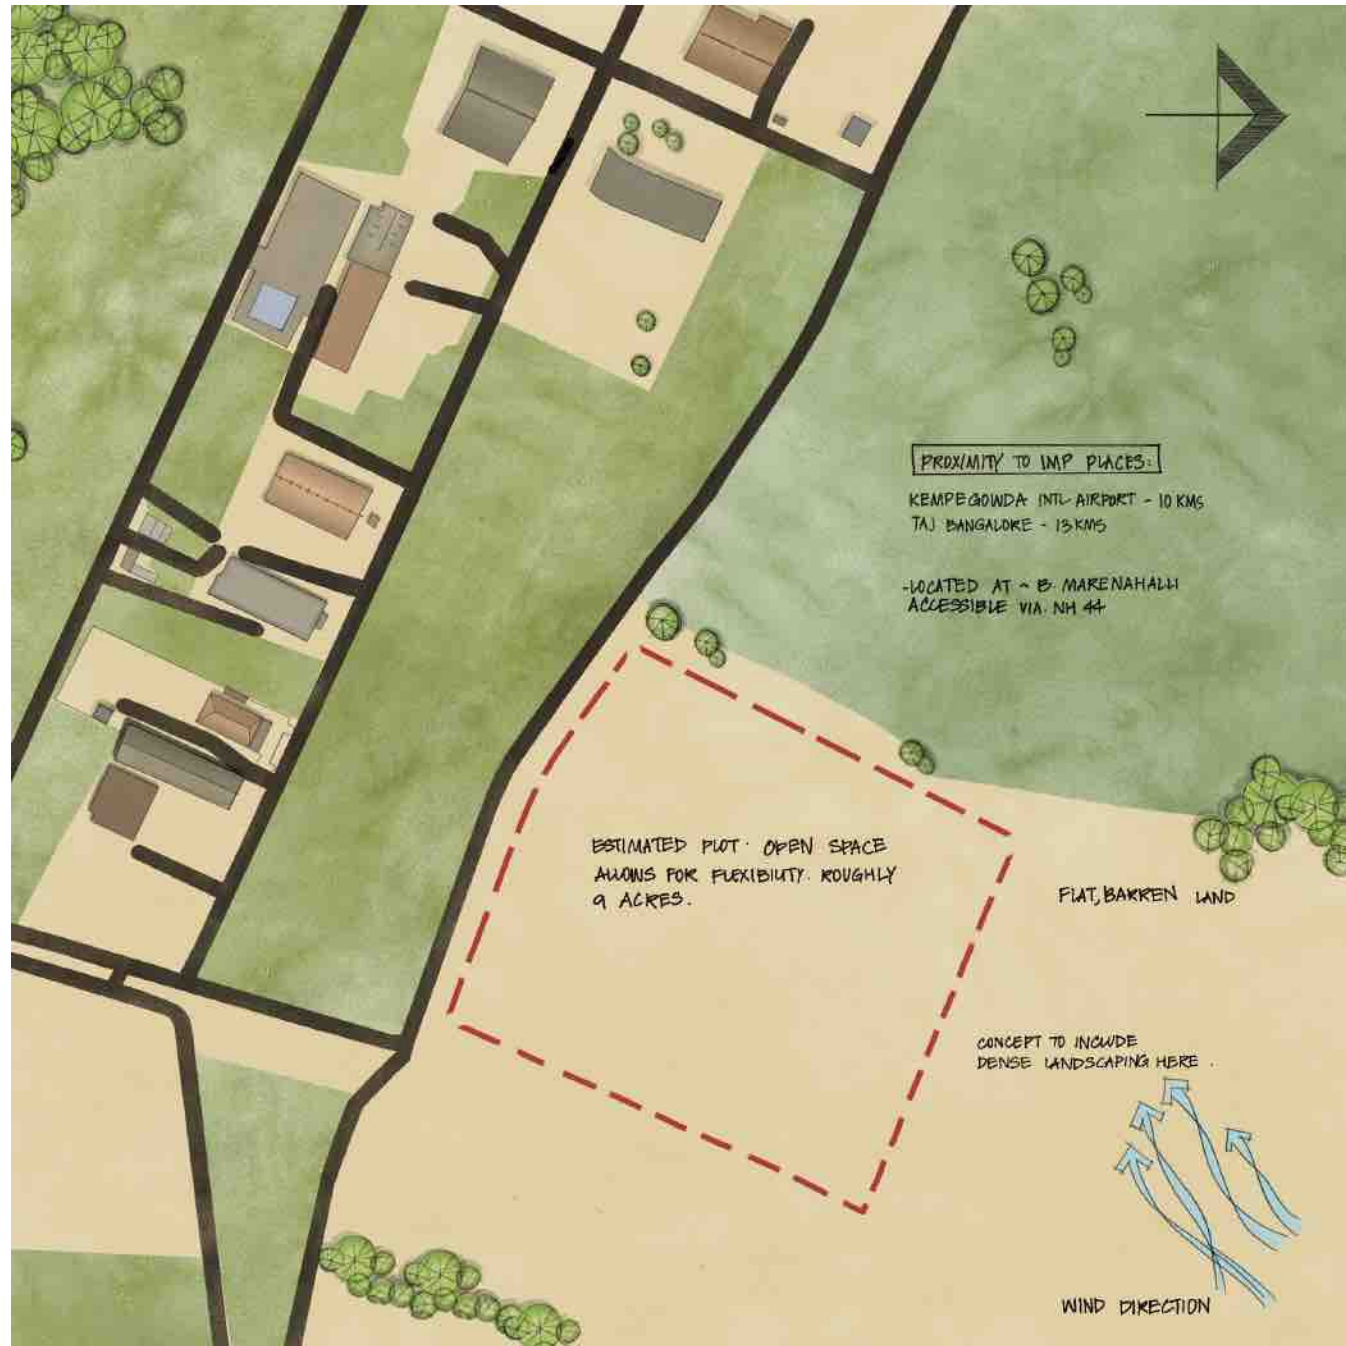 PROXIMITY TO IMP PLACES:
KEMPEGOWDA INTL AIRPORT - 10 KMS
TAJ BANGALORE - 13 KMS
-LOCATED AT ~ B. MARENAHALLI
ACCESSIBLE VIA. NH 44
ESTIMATED PLOT. OPEN SPACE
ALLOWS FOR FLEXIBILITY. ROUGHLY
9 ACRES.
FLAT, BARREN LAND
CONCEPT TO INCLUDE
DENSE LANDSCAPING HERE.
WIND DIRECTION